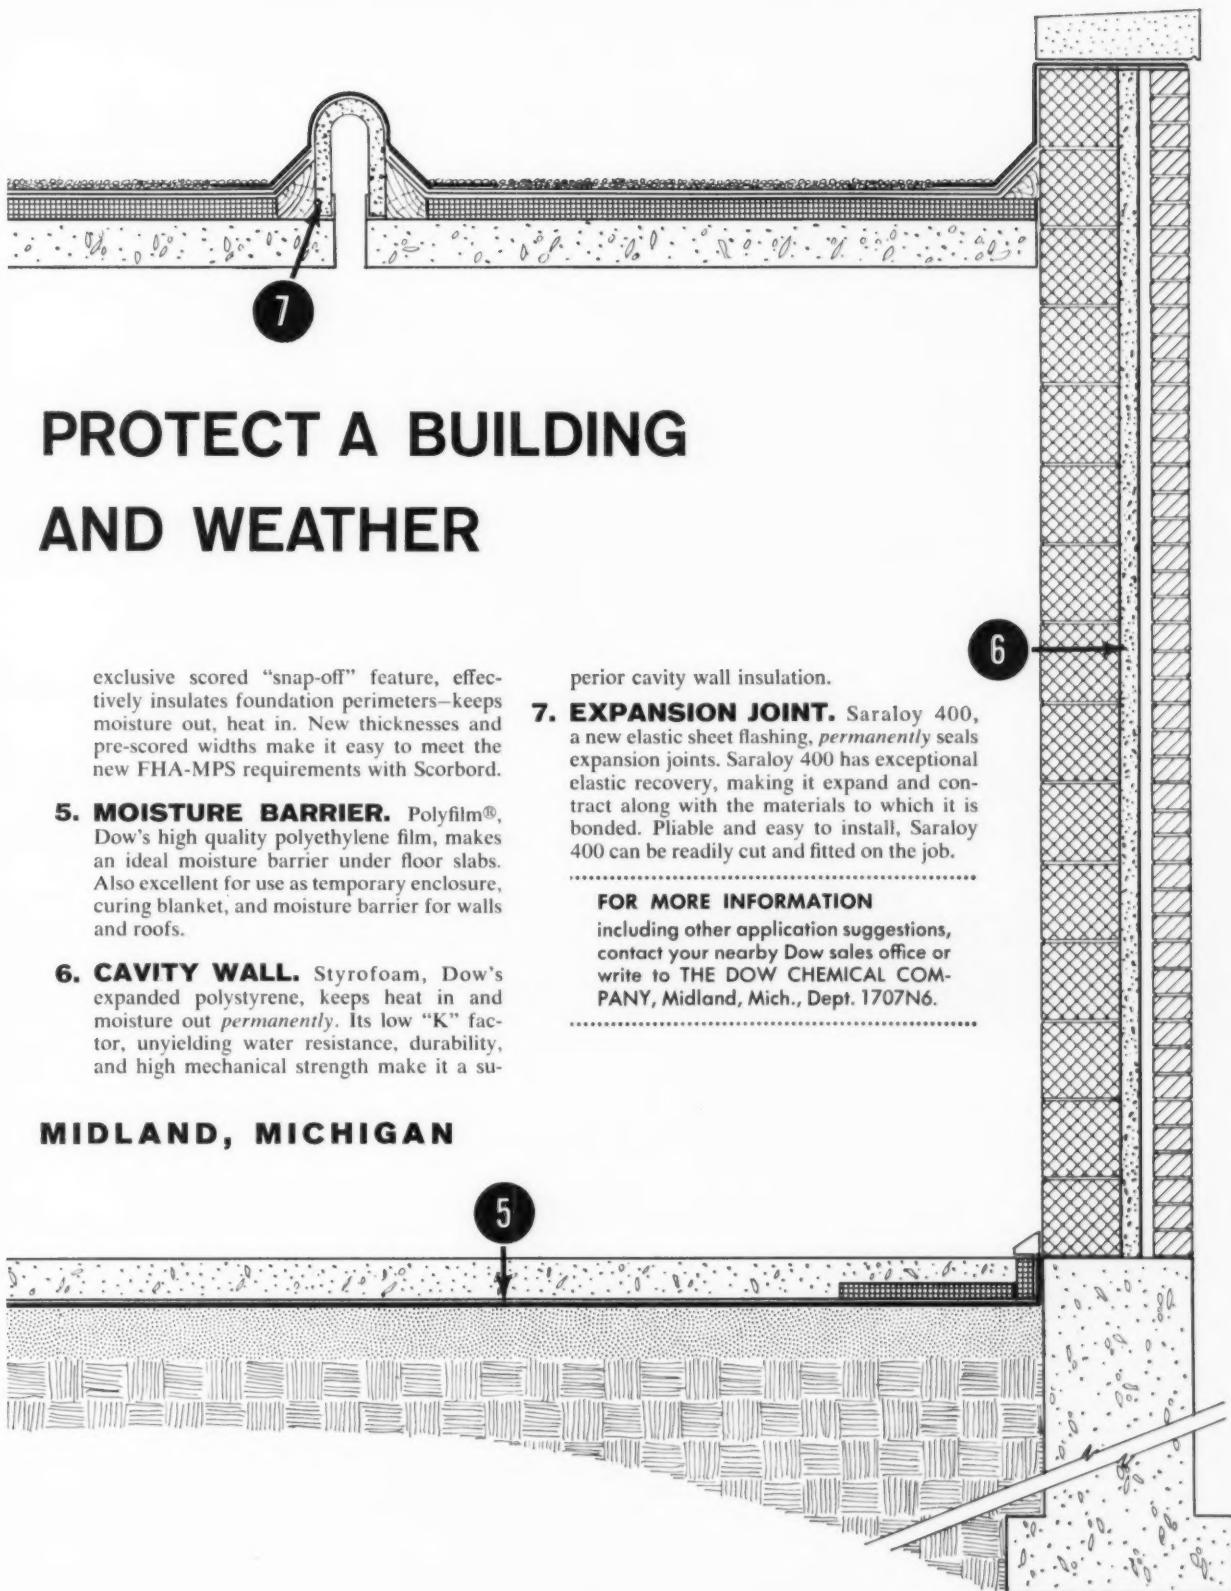 7
PROTECT A BUILDING
AND WEATHER
exclusive scored “snap-off” feature, effec-
tively insulates foundation perimeters—keeps
moisture out, heat in. New thicknesses and
pre-scored widths make it easy to meet the
new FHA-MPS requirements with Scorbord.
5. MOISTURE BARRIER. Polyfilm®,
Dow's high quality polyethylene film, makes
an ideal moisture barrier under floor slabs.
Also excellent for use as temporary enclosure,
curing blanket, and moisture barrier for walls
and roofs.
6. CAVITY WALL. Styrofoam, Dow's
expanded polystyrene, keeps heat in and
moisture out permanently. Its low “K” fac-
tor, unyielding water resistance, durability,
and high mechanical strength make it a su-
perior cavity wall insulation.
7. EXPANSION JOINT. Saraloy 400,
a new elastic sheet flashing, permanently seals
expansion joints. Saraloy 400 has exceptional
elastic recovery, making it expand and con-
tract along with the materials to which it is
bonded. Pliable and easy to install, Saraloy
400 can be readily cut and fitted on the job.
FOR MORE INFORMATION
including other application suggestions,
contact your nearby Dow sales office or
write to THE DOW CHEMICAL COM-
PANY, Midland, Mich., Dept. 1707N6.
6
MIDLAND, MICHIGAN
5